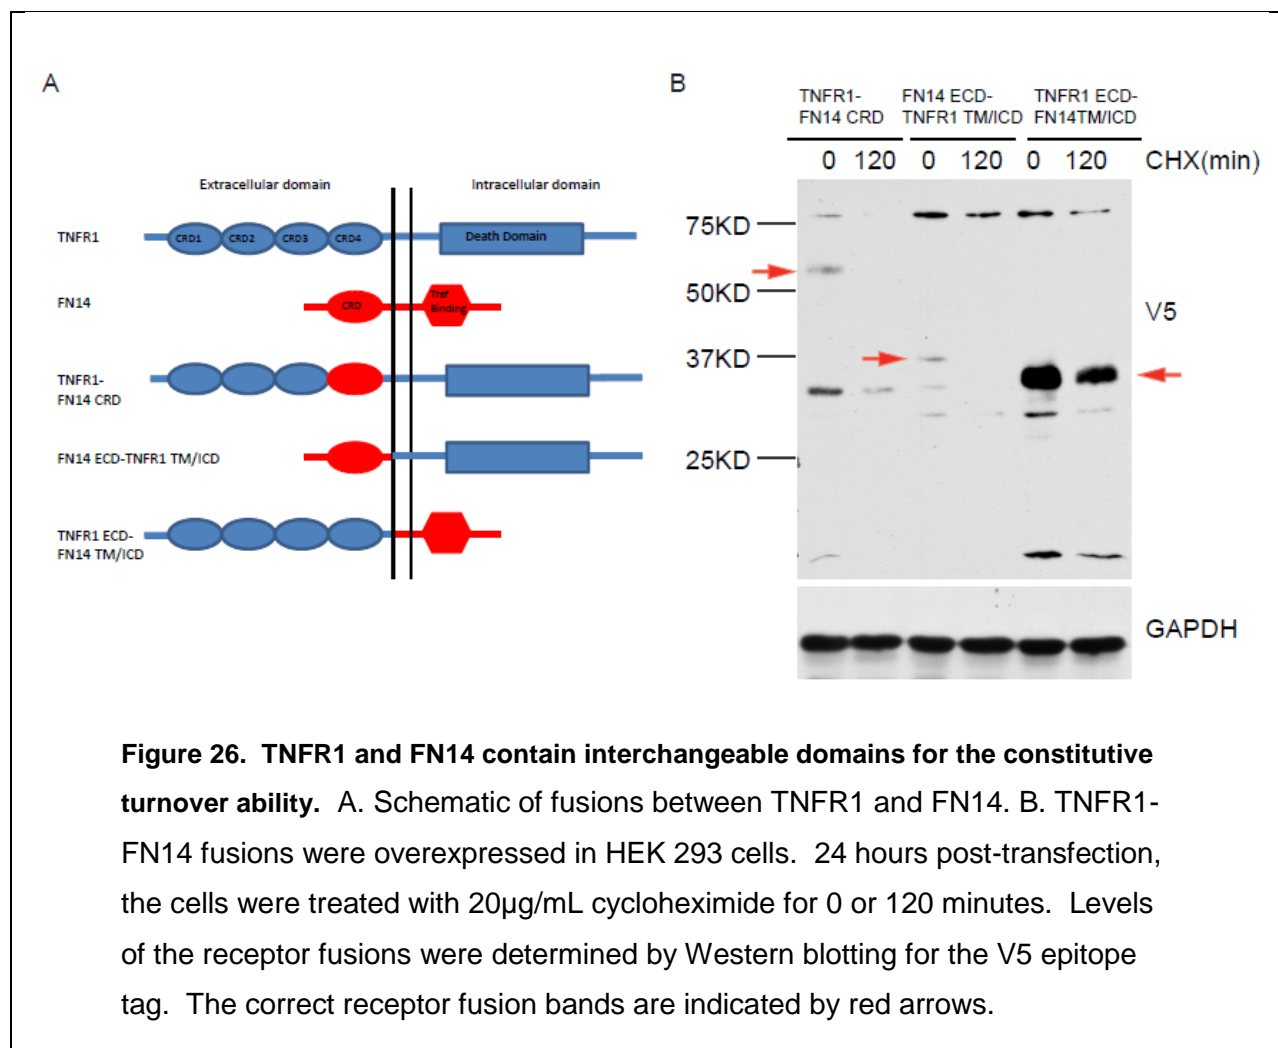 A
Extracellular domain
Intracellular domain
TNFR1
CRD1
CRD2
CRD3
CRD4
Death Domain
FN14
CRD
Traf
Binding
TNFR1-
FN14 CRD
FN14 ECD-TNFR1 TM/ICD
TNFR1 ECD-
FN14 TM/ICD
B
TNFR1-
FN14 CRD
FN14 ECD-
TNFR1 TM/ICD
TNFR1 ECD-
FN14TM/ICD
0 120 0 120 0 120 CHX(min)
75KD
50KD
37KD
25KD
V5
GAPDH
Figure 26. TNFR1 and FN14 contain interchangeable domains for the constitutive
turnover ability. A. Schematic of fusions between TNFR1 and FN14. B. TNFR1-
FN14 fusions were overexpressed in HEK 293 cells. 24 hours post-transfection,
the cells were treated with 20µg/mL cycloheximide for 0 or 120 minutes. Levels
of the receptor fusions were determined by Western blotting for the V5 epitope
tag. The correct receptor fusion bands are indicated by red arrows.